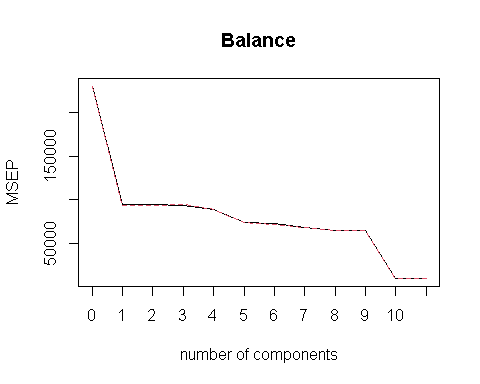 Balance
MSEP
150000
50000
0 1 2 3 4 5 6 7 8 9 10
number of components